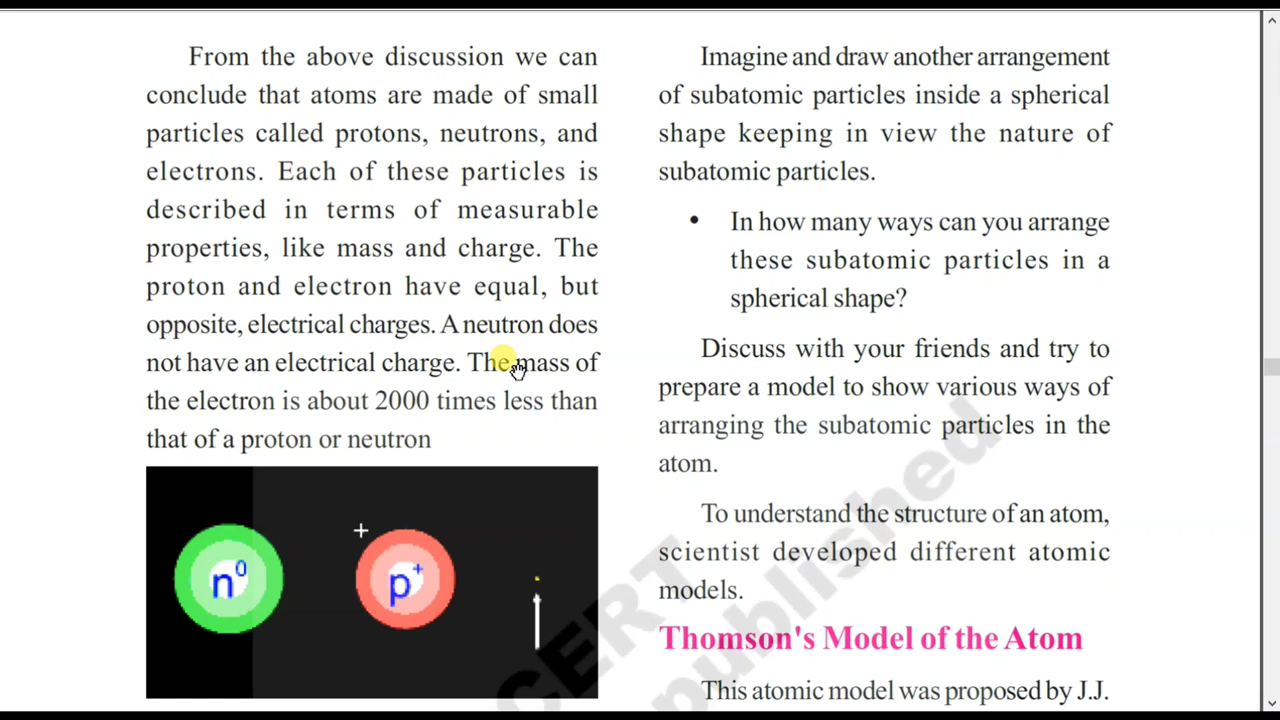 From the above discussion we can
conclude that atoms are made of small
particles called protons, neutrons, and
electrons. Each of these particles is
described in terms of measurable
properties, like mass and charge. The
proton and electron have equal, but
opposite, electrical charges. A neutron does
not have an electrical charge. The mass of
the electron is about 2000 times less than
that of a proton or neutron
n0
+
p+
Imagine and draw another arrangement
of subatomic particles inside a spherical
shape keeping in view the nature of
subatomic particles.
• In how many ways can you arrange
these subatomic particles in a
spherical shape?
Discuss with your friends and try to
prepare a model to show various ways of
arranging the subatomic particles in the
atom.
To understand the structure of an atom,
scientist developed different atomic
models.
Thomson's Model of the Atom
This atomic model was proposed by J.J.
CERT
published